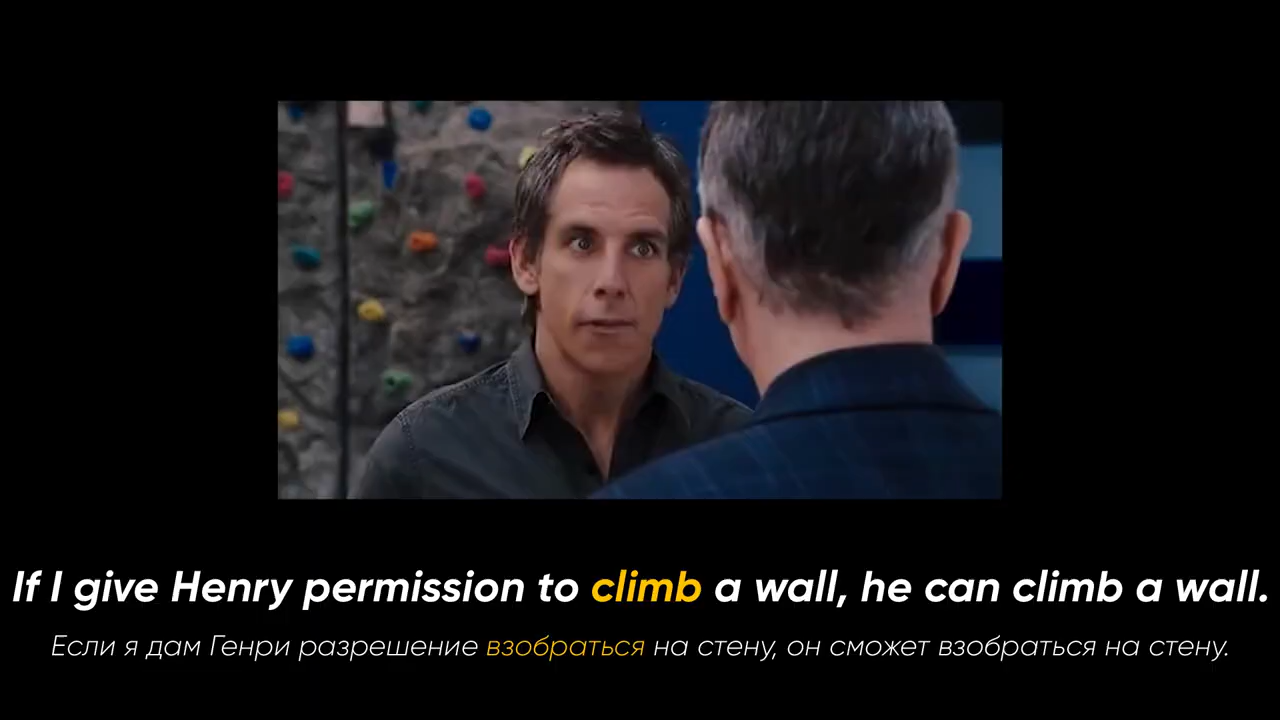 If I give Henry permission to climb a wall, he can climb a wall.
Если я дам Генри разрешение взобраться на стену, он сможет взобраться на стену.